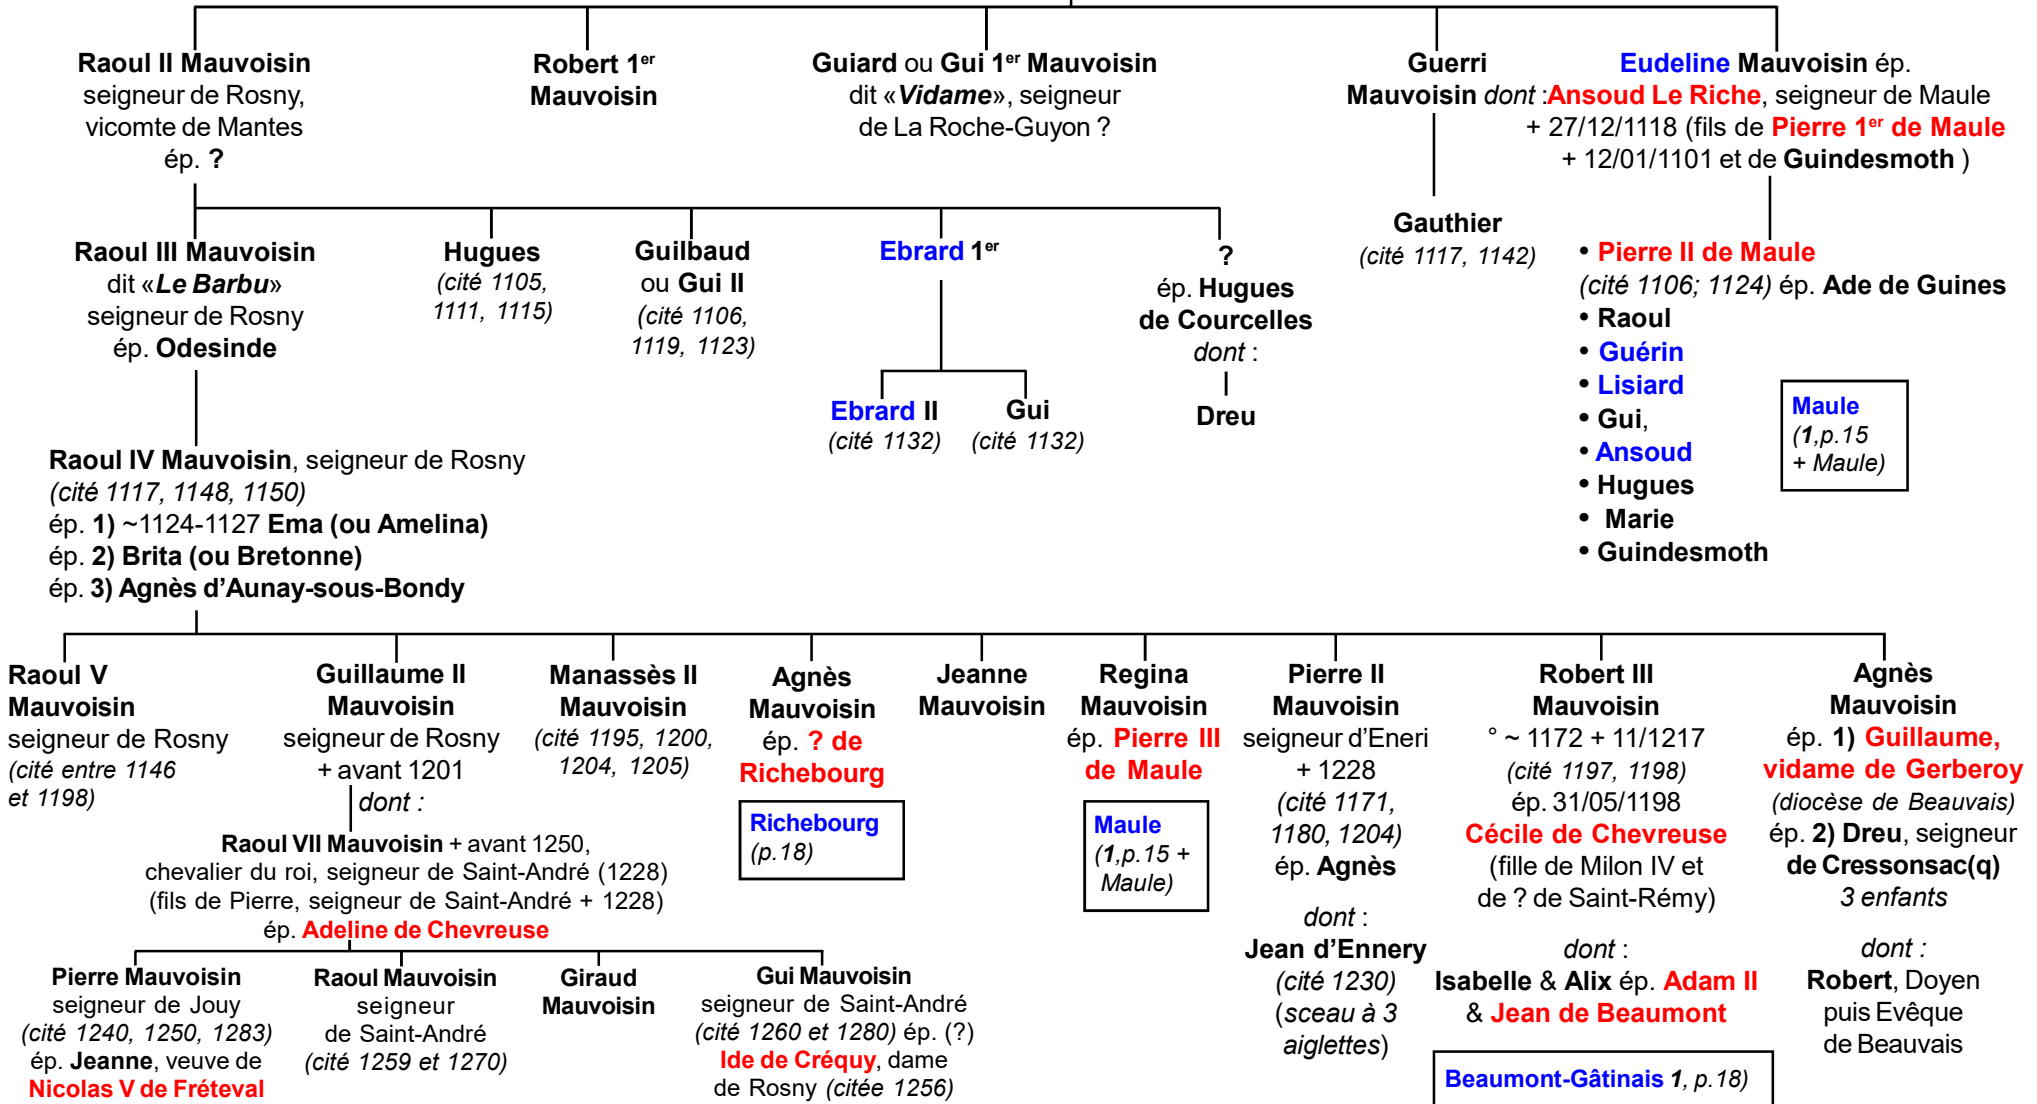 Raoul II Mauvoisin
seigneur de Rosny,
vicomte de Mantes
ép. ?
Robert 1er
Mauvoisin
Guiard ou Gui 1er Mauvoisin
dit «Vidame», seigneur
de La Roche-Guyon ?
Guerri
Mauvoisin dont :
Eudeline Mauvoisin ép.
Ansoud Le Riche, seigneur de Maule
+ 27/12/1118 (fils de Pierre 1er de Maule
+ 12/01/1101 et de Guindesmoth )
Raoul III Mauvoisin
dit «Le Barbu»
seigneur de Rosny
ép. Odesinde
Hugues
(cité 1105,
1111, 1115)
Guilbaud
ou Gui II
(cité 1106,
1119, 1123)
Ebrard 1er
?
ép. Hugues
de Courcelles
dont :
Dreu
Ebrard II
(cité 1132)
Gui
(cité 1132)
Gauthier
(cité 1117, 1142)
• Pierre II de Maule
(cité 1106; 1124) ép. Ade de Guines
• Raoul
• Guérin
• Lisiard
• Gui,
• Ansoud
• Hugues
• Marie
• Guindesmoth
Maule
(1,p.15
+ Maule)
Raoul IV Mauvoisin, seigneur de Rosny
(cité 1117, 1148, 1150)
ép. 1) ~1124-1127 Ema (ou Amelina)
ép. 2) Brita (ou Bretonne)
ép. 3) Agnès d’Aunay-sous-Bondy
Raoul V
Mauvoisin
seigneur de Rosny
(cité entre 1146
et 1198)
Guillaume II
Mauvoisin
seigneur de Rosny
+ avant 1201
dont :
Manassès II
Mauvoisin
(cité 1195, 1200,
1204, 1205)
Agnès
Mauvoisin
ép. ? de
Richebourg
Richebourg
(p.18)
Jeanne
Mauvoisin
Regina
Mauvoisin
ép. Pierre III
de Maule
Maule
(1,p.15 +
Maule)
Pierre II
Mauvoisin
seigneur d’Eneri
+ 1228
(cité 1171,
1180, 1204)
ép. Agnès
dont :
Jean d’Ennery
(cité 1230)
(sceau à 3
aiglettes)
Robert III
Mauvoisin
° ~ 1172 + 11/1217
(cité 1197, 1198)
ép. 31/05/1198
Cécile de Chevreuse
(fille de Milon IV et
de ? de Saint-Rémy)
dont :
Isabelle & Alix ép. Adam II
& Jean de Beaumont
Beaumont-Gâtinais 1, p.18)
Agnès
Mauvoisin
ép. 1) Guillaume,
vidame de Gerberoy
(diocèse de Beauvais)
ép. 2) Dreu, seigneur
de Cressonsac(q)
3 enfants
dont :
Robert, Doyen
puis Evêque
de Beauvais
Raoul VII Mauvoisin + avant 1250,
chevalier du roi, seigneur de Saint-André (1228)
(fils de Pierre, seigneur de Saint-André + 1228)
ép. Adeline de Chevreuse
Pierre Mauvoisin
seigneur de Jouy
(cité 1240, 1250, 1283)
ép. Jeanne, veuve de
Nicolas V de Fréteval
Raoul Mauvoisin
seigneur
de Saint-André
(cité 1259 et 1270)
Giraud
Mauvoisin
Gui Mauvoisin
seigneur de Saint-André
(cité 1260 et 1280) ép. (?)
Ide de Créquy, dame
de Rosny (citée 1256)